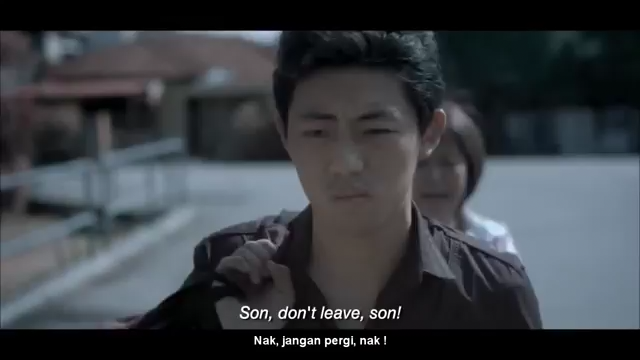 Son, don't leave, son!
Nak, jangan pergi, nak !